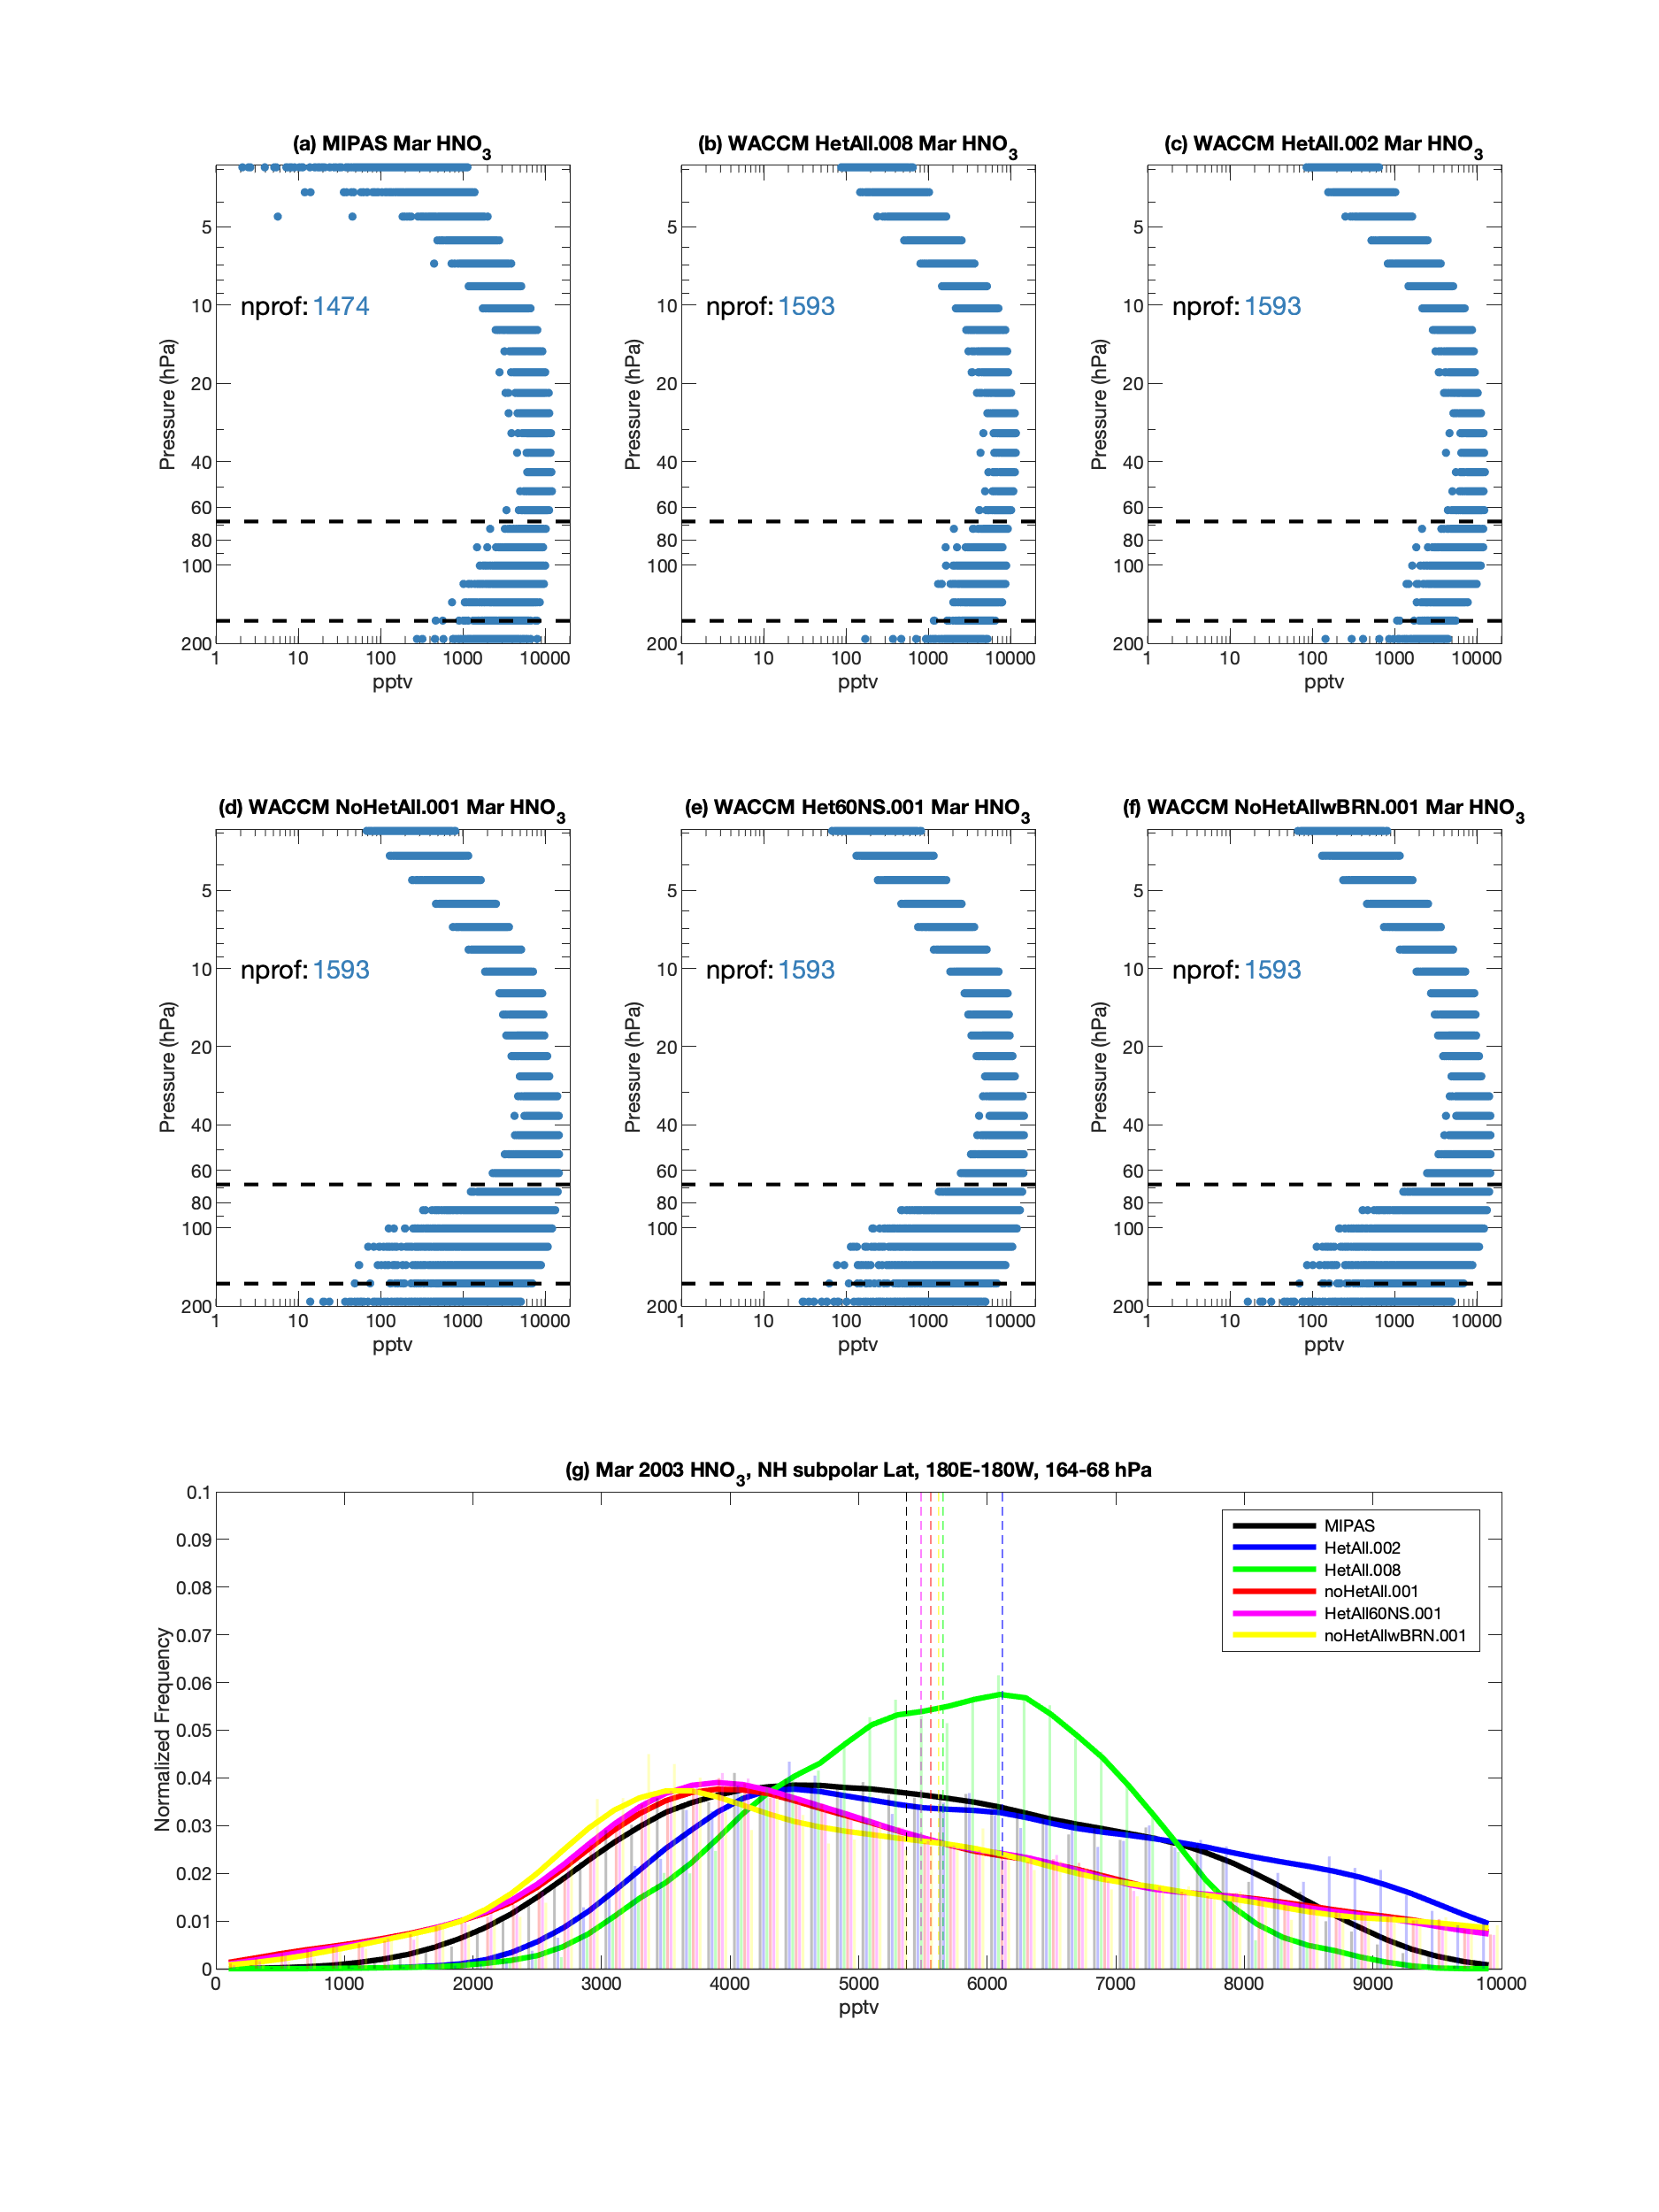 (a) MIPAS Mar HNO3
(b) WACCM HetAll.008 Mar HNO3
(c) WACCM HetAll.002 Mar HNO3
5
10
20
40
60
80
100
200
Pressure (hPa)
nprof: 1474
1 10 100 1000 10000
pptv
5
10
20
40
60
80
100
200
Pressure (hPa)
nprof: 1593
1 10 100 1000 10000
pptv
5
10
20
40
60
80
100
200
Pressure (hPa)
nprof: 1593
1 10 100 1000 10000
pptv
(d) WACCM NoHetAll.001 Mar HNO3
(e) WACCM Het60NS.001 Mar HNO3
(f) WACCM NoHetAllwBRN.001 Mar HNO3
5
10
20
40
60
80
100
200
Pressure (hPa)
nprof: 1593
1 10 100 1000 10000
pptv
5
10
20
40
60
80
100
200
Pressure (hPa)
nprof: 1593
1 10 100 1000 10000
pptv
5
10
20
40
60
80
100
200
Pressure (hPa)
nprof: 1593
1 10 100 1000 10000
pptv
(g) Mar 2003 HNO3, NH subpolar Lat, 180E-180W, 164-68 hPa
0.1
0.09
0.08
0.07
0.06
0.05
0.04
0.03
0.02
0.01
0
Normalized Frequency
MIPAS
HetAll.002
HetAll.008
noHetAll.001
HetAll60NS.001
noHetAllwBRN.001
0 1000 2000 3000 4000 5000 6000 7000 8000 9000 10000
pptv